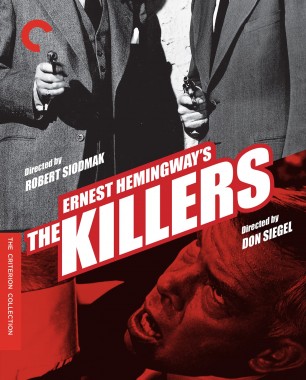 Directed by
ROBERT SIODMAK
ERNEST HEMINGWAY'S
THE KILLERS
Directed by
DON SIEGEL
THE CRITERION COLLECTION